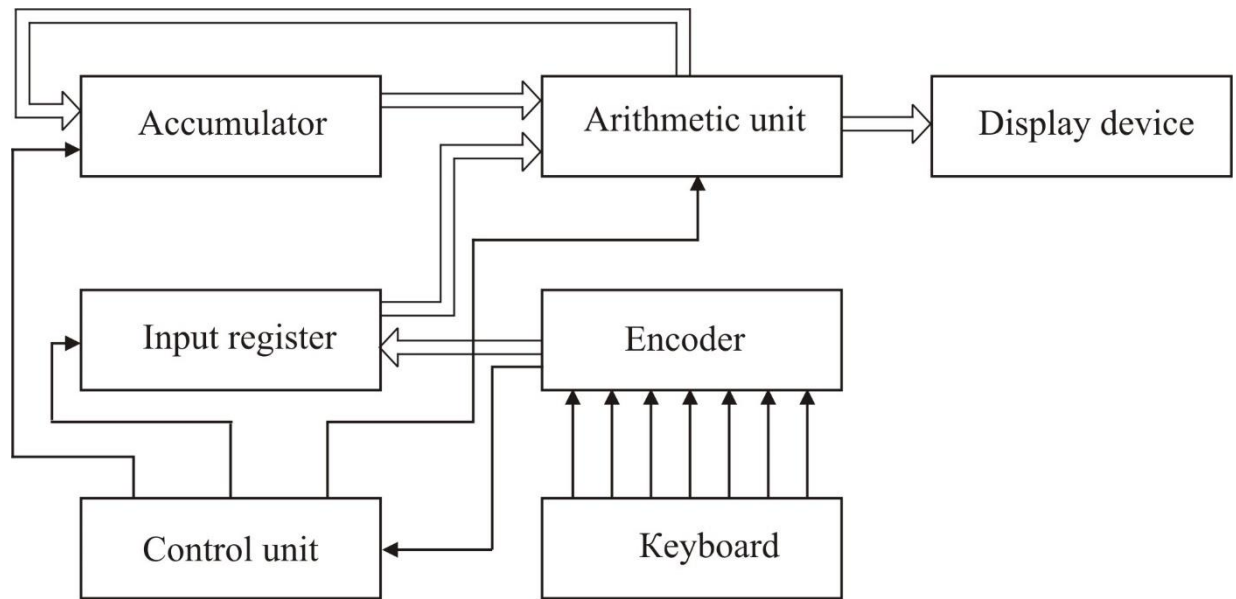 Accumulator
Arithmetic unit
Display device
Input register
Encoder
Control unit
Keyboard